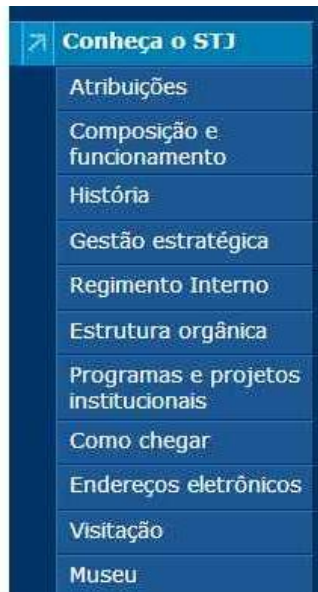 Conheça o STJ
Atribuições
Composição e
funcionamento
História
Gestão estratégica
Regimento Interno
Estrutura orgânica
Programas e projetos
institucionais
Como chegar
Endereços eletrônicos
Visitação
Museu